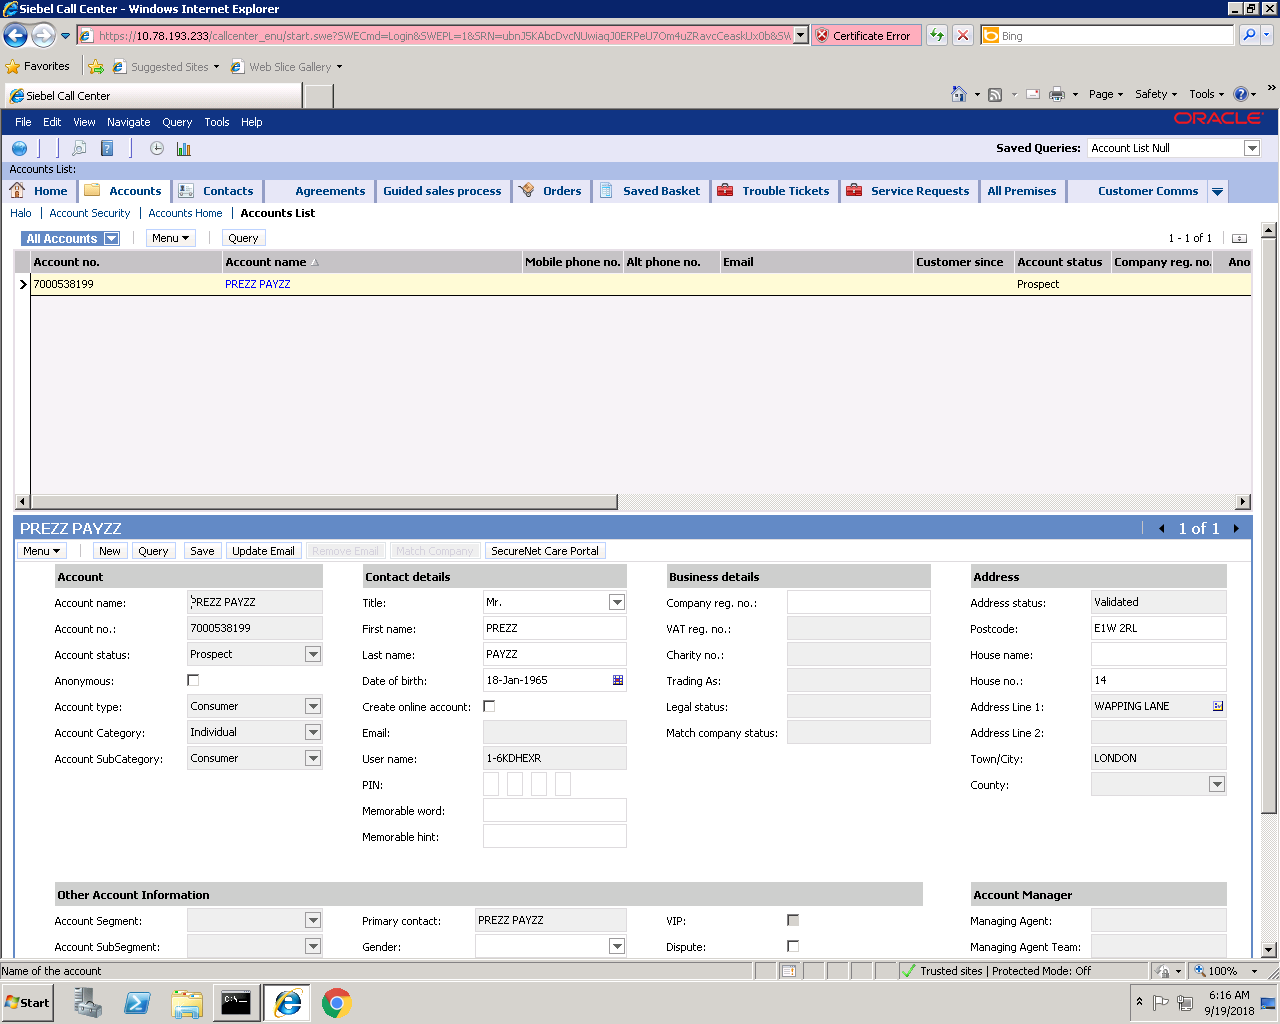 Siebel Call Center - Windows Internet Explorer
https://10.78.193.233/callcenter_enu/start.swe?SWECmd=Login&SWEPL=1&SRN=ubnJ5KAbcDvcNUwiaqJ0ERPeU7Om4uZRavcCeaskUx0b&SW Certificate Error Bing
Favorites Suggested Sites Web Slice Gallery
Siebel Call Center Page Safety Tools
File Edit View Navigate Query Tools Help ORACLE
Saved Queries: Account List Null
Accounts List:
Home Accounts Contacts Agreements Guided sales process Orders Saved Basket Trouble Tickets Service Requests All Premises Customer Comms
Halo Account Security Accounts Home Accounts List
All Accounts Menu Query 1 - 1 of 1
Account no. Account name Mobile phone no. Alt phone no. Email Customer since Account status Company reg. no. Ano
7000538199 PREZZ PAYZZ Prospect
PREZZ PAYZZ 1 of 1
Menu New Query Save Update Email Remove Email Match Company SecureNet Care Portal
Account Contact details Business details Address
Account name: PREZZ PAYZZ Title: Mr. Company reg. no.: Address status: Validated
Account no.: 7000538199 First name: PREZZ VAT reg. no.: Postcode: E1W 2RL
Account status: Prospect Last name: PAYZZ Charity no.: House name:
Anonymous: Date of birth: 18-Jan-1965 Trading As: House no.: 14
Account type: Consumer Create online account: Legal status: Address Line 1: WAPPING LANE
Account Category: Individual Email: Match company status: Address Line 2:
Account SubCategory: Consumer User name: 1-6KDHEXR Town/City: LONDON
PIN: County:
Memorable word:
Memorable hint:
Other Account Information Account Manager
Account Segment: Primary contact: PREZZ PAYZZ VIP: Managing Agent:
Account SubSegment: Gender: Dispute: Managing Agent Team:
Name of the account Trusted sites | Protected Mode: Off 100%
Start 6:16 AM
9/19/2018